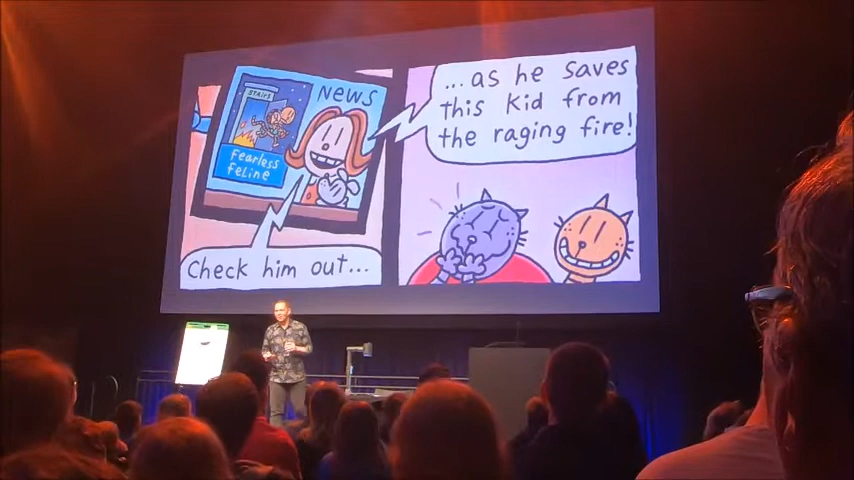 STAIRS
NEWS
Fearless
Feline
Check him out...
...as he saves
this kid from
the raging fire!